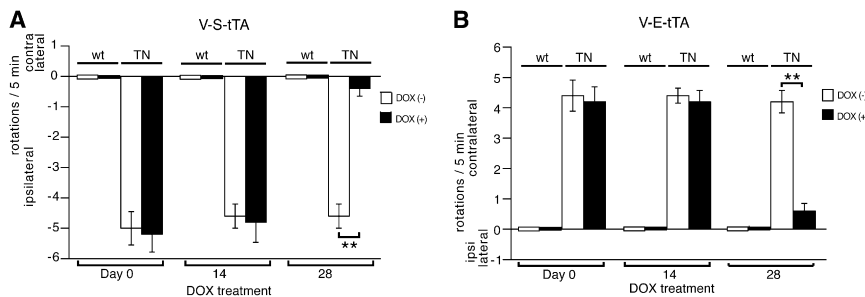 A
V-S-tTA
rotations / 5 min
ipsilateral
contra
lateral
1
0
-1
-2
-3
-4
-5
-6
wt TN wt TN wt TN
**
DOX (-)
DOX (+)
Day 0 14 28
DOX treatment
B
V-E-tTA
rotations / 5 min
contralateral
ipsi
lateral
6
5
4
3
2
1
0
-1
wt TN wt TN wt TN
**
DOX (-
DOX (+
Day 0 14 28
DOX treatment